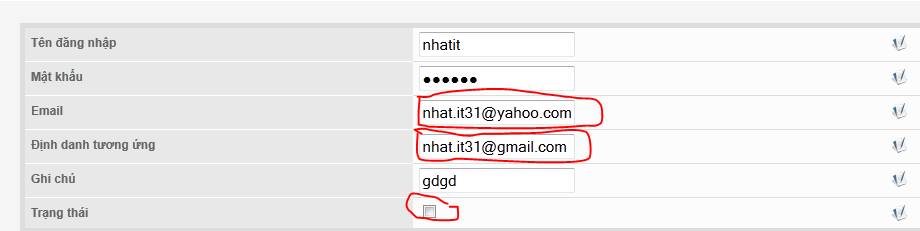 Tên đăng nhập nhatit
Mật khẩu ●●●●●●
Email nhat.it31@yahoo.com
Định danh tương ứng nhat.it31@gmail.com
Ghi chú gdgd
Trạng thái